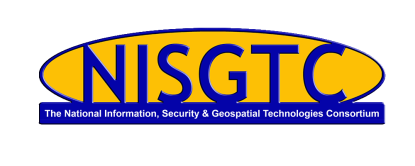 NISGTC
The National Information, Security & Geospatial Technologies Consortium